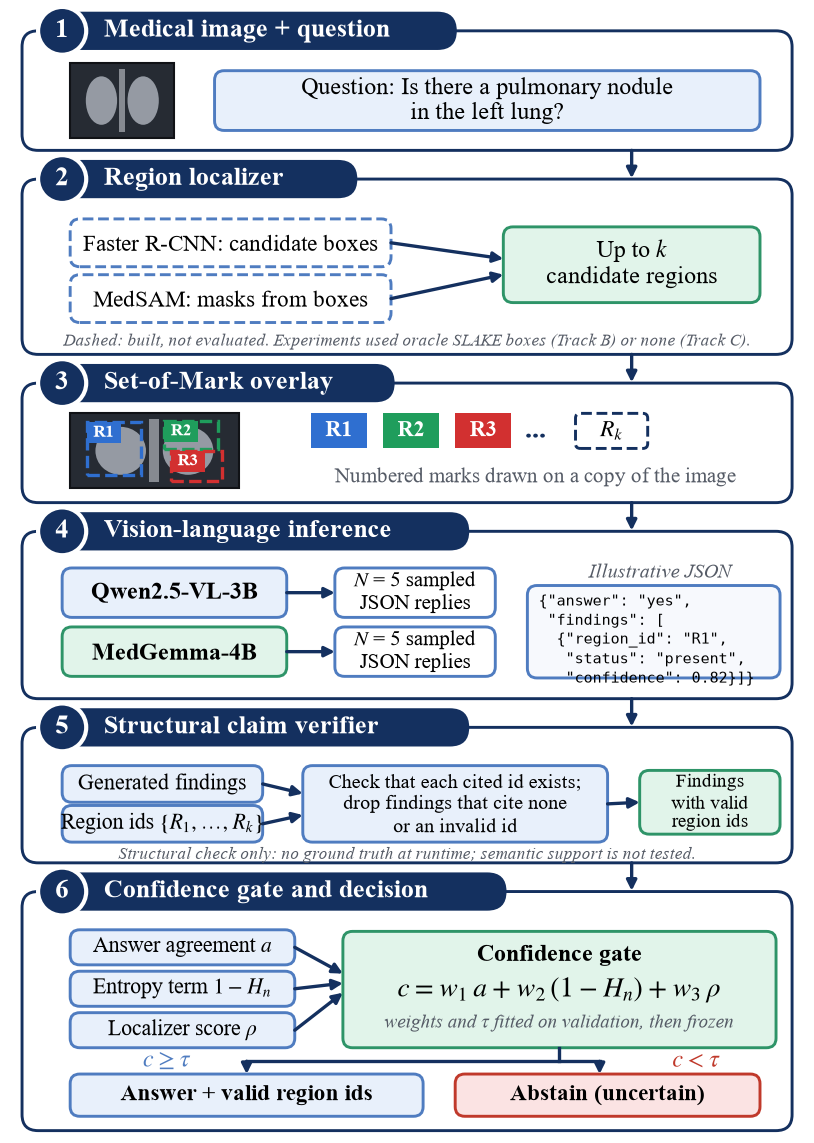 1 Medical image + question
Question: Is there a pulmonary nodule
in the left lung?
2 Region localizer
Faster R-CNN: candidate boxes
MedSAM: masks from boxes
Up to k
candidate regions
Dashed: built, not evaluated. Experiments used oracle SLAKE boxes (Track B) or none (Track C).
3 Set-of-Mark overlay
R1 R2
R3
R1 R2 R3 ... Rₖ
Numbered marks drawn on a copy of the image
4 Vision-language inference
Qwen2.5-VL-3B
N = 5 sampled
JSON replies
MedGemma-4B
N = 5 sampled
JSON replies
Illustrative JSON
{"answer": "yes",
"findings": [
{"region_id": "R1",
"status": "present",
"confidence": 0.82}]}
5 Structural claim verifier
Generated findings
Region ids {R₁, …, Rₖ}
Check that each cited id exists;
drop findings that cite none
or an invalid id
Findings
with valid
region ids
Structural check only: no ground truth at runtime; semantic support is not tested.
6 Confidence gate and decision
Answer agreement a
Entropy term 1 − Hₙ
Localizer score ρ
Confidence gate
c = w₁ a + w₂ (1 − Hₙ) + w₃ ρ
weights and τ fitted on validation, then frozen
c ≥ τ
c < τ
Answer + valid region ids
Abstain (uncertain)